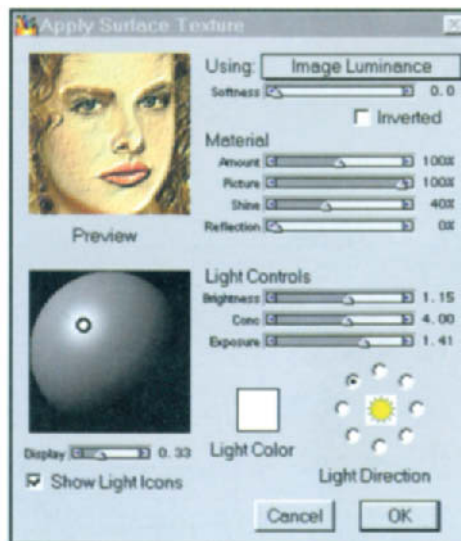 Apply Surface Texture
Using: Image Luminance
Softness 0.0
Inverted
Material
Amount 100%
Picture 100%
Shine 40%
Reflection 0%
Preview
Light Controls
Brightness 1.15
Conc 4.00
Exposure 1.41
Display 0.33
Light Color
Show Light Icons
Light Direction
Cancel OK